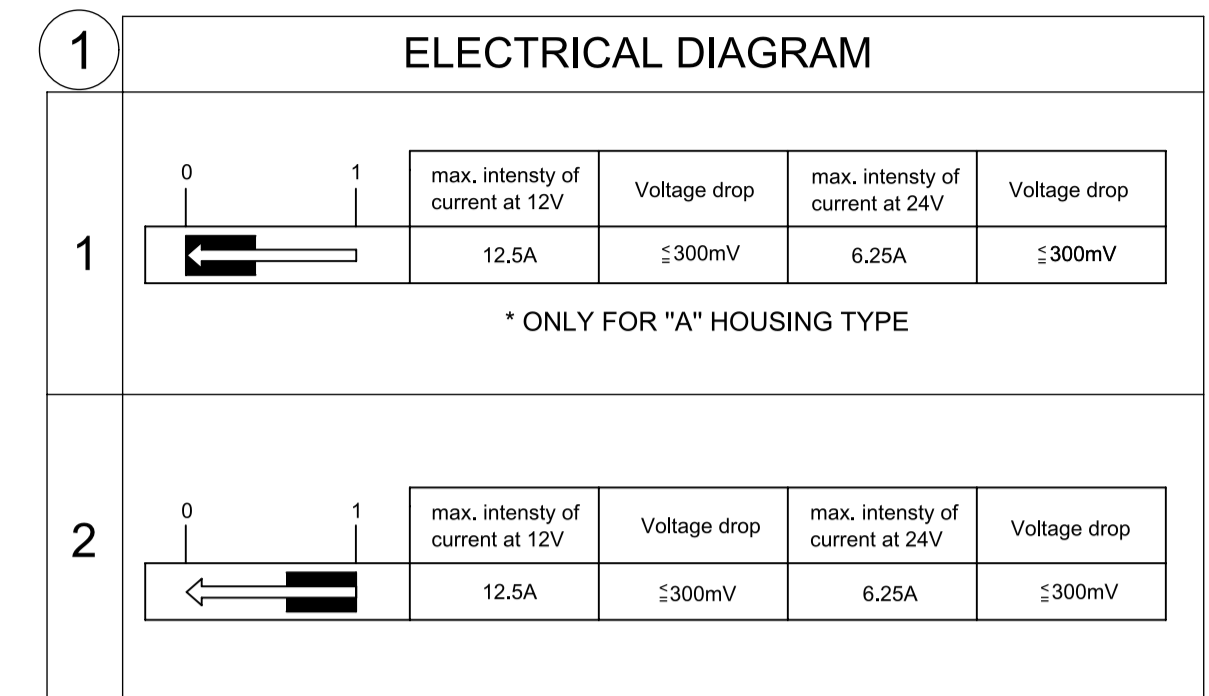 1
ELECTRICAL DIAGRAM
1
0 1
max. intensty of
current at 12V
Voltage drop
max. intensty of
current at 24V
Voltage drop
12.5A
≦300mV
6.25A
≦300mV
* ONLY FOR "A" HOUSING TYPE
2
0 1
max. intensty of
current at 12V
Voltage drop
max. intensty of
current at 24V
Voltage drop
12.5A
≦300mV
6.25A
≦300mV